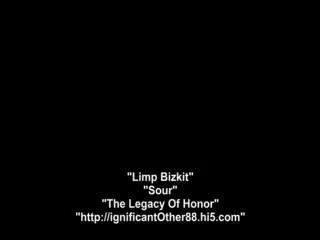 "Limp Bizkit"
"Sour"
"The Legacy Of Honor"
"http://ignificantOther88.hi5.com"